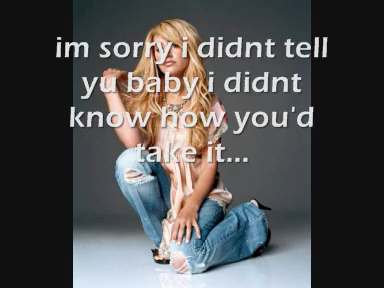 im sorry i didnt tell
yu baby i didnt
know how you'd
take it...